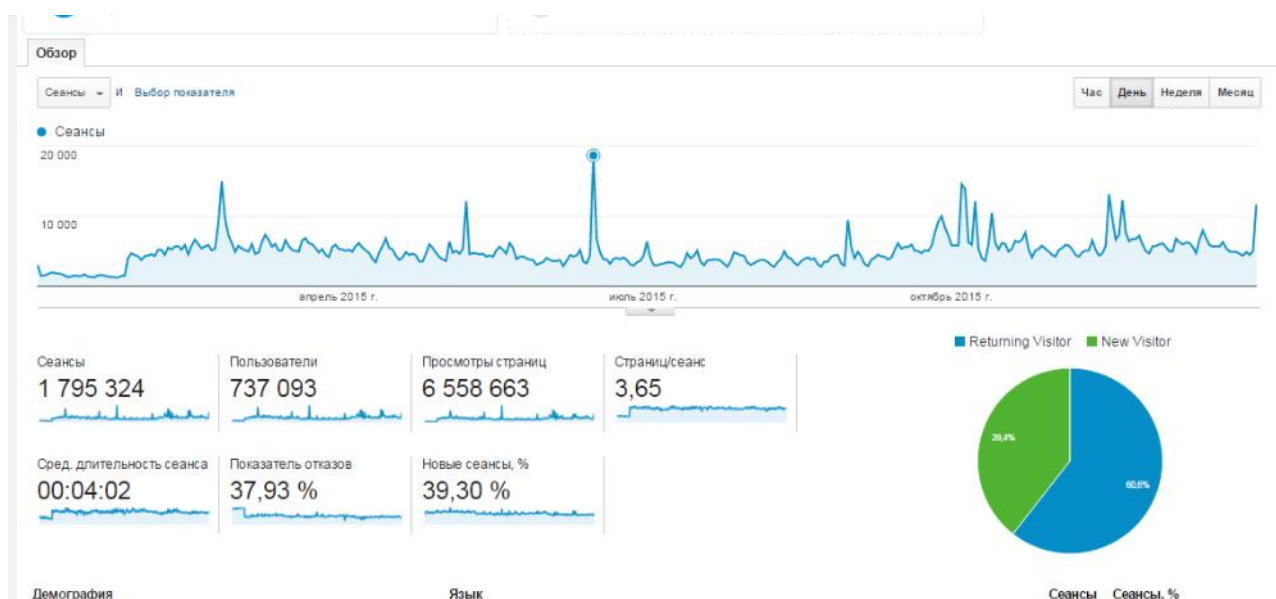 Обзор
Сеансы И Выбор показателя
Час День Неделя Месяц
Сеансы
20 000
10 000
апрель 2015 г. июль 2015 г. октябрь 2015 г.
Returning Visitor New Visitor
Сеансы Пользователи Просмотры страниц Страниц/сеанс
1 795 324 737 093 6 558 663 3,65
39,4%
60,6%
Сред. длительность сеанса Показатель отказов Новые сеансы, %
00:04:02 37,93 % 39,30 %
Демография Язык Сеансы Сеансы, %